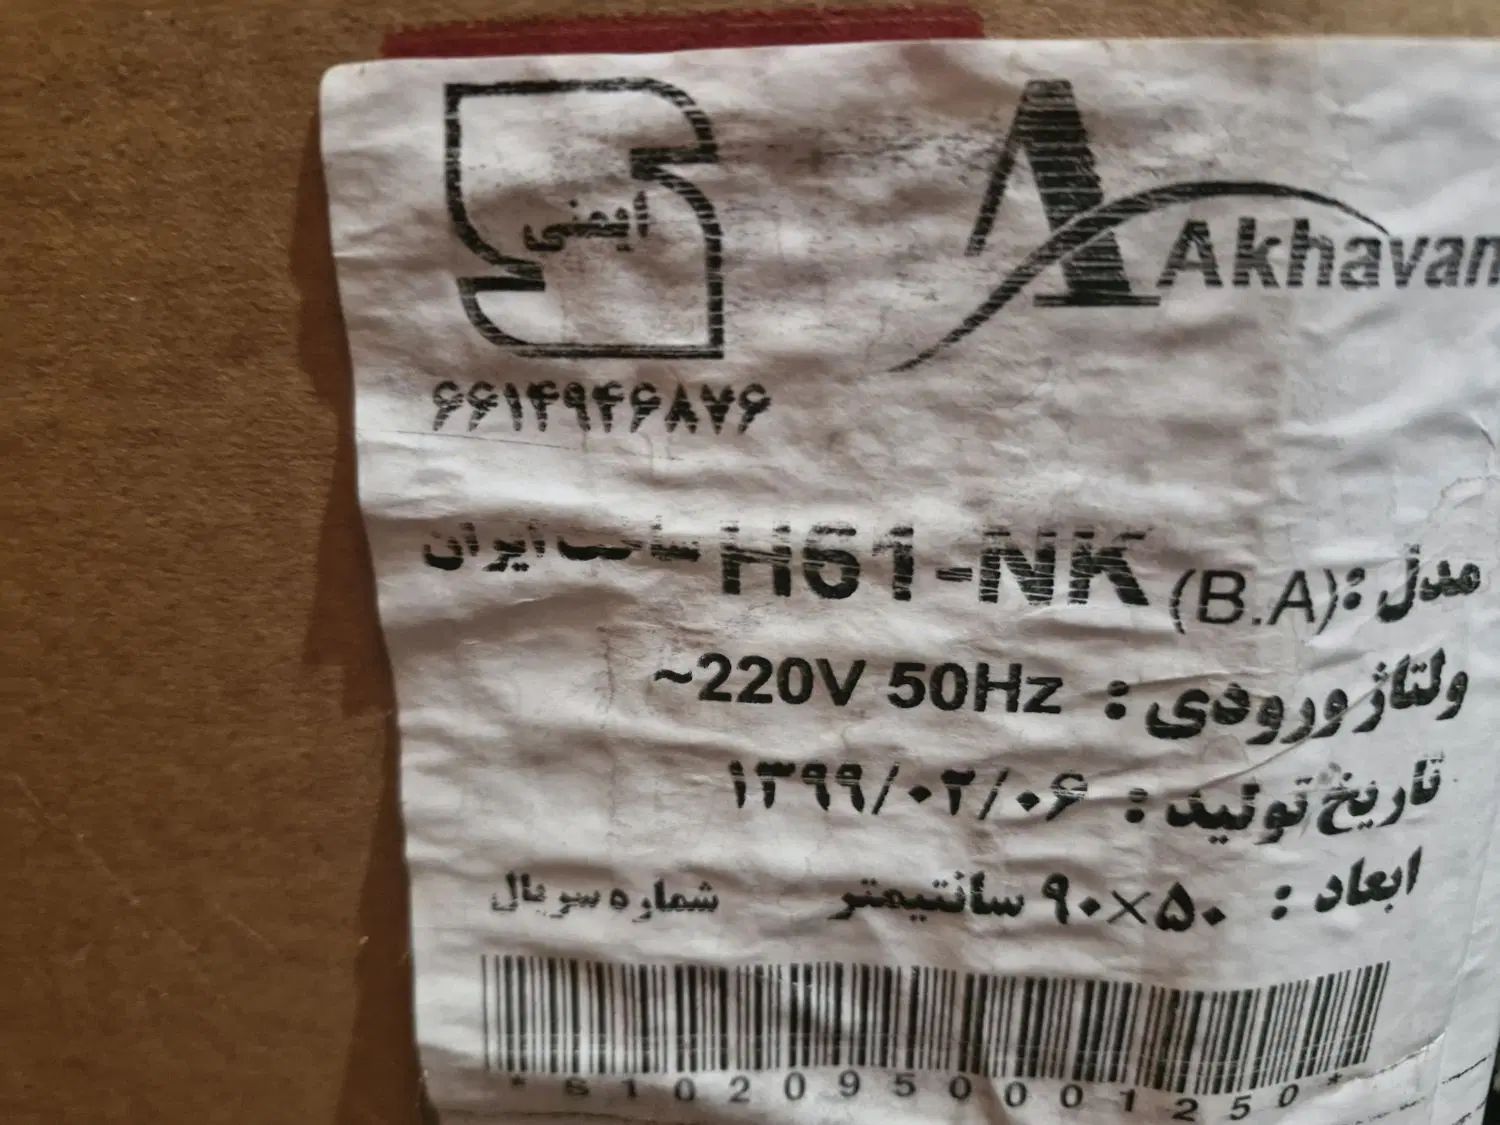 ایمنی
Akhavan
۶۶۱۴۹۴۶۸۷۶
مدل : (B.A) H61-NK ساخت ایران
ولتاژ ورودی : ~220V 50Hz
تاریخ تولید : ۱۳۹۹/۰۲/۰۶
ابعاد : ۹۰×۵۰ سانتیمتر
شماره سریال
*S1020950001250*